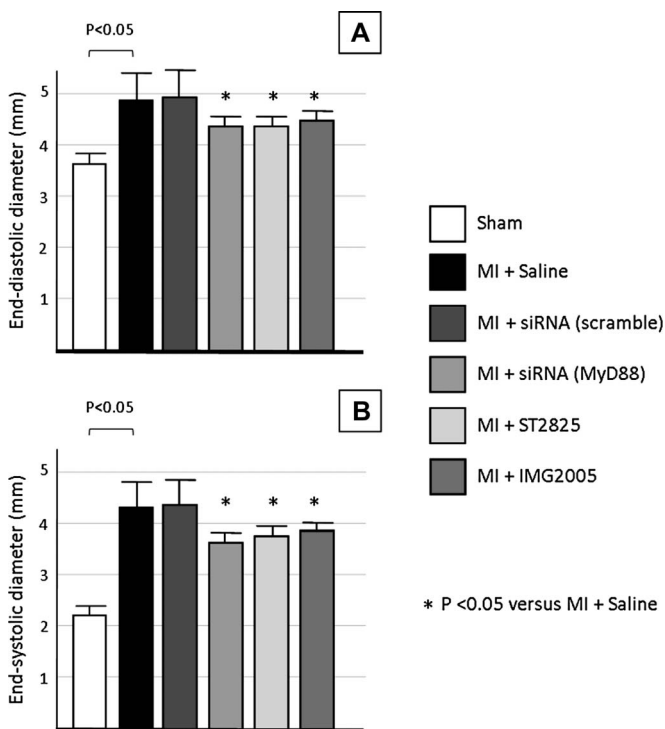 P<0.05
A
End-diastolic diameter (mm)
5
4
3
2
1
* * *
P<0.05
B
End-systolic diameter (mm)
5
4
3
2
1
* * *
Sham
MI + Saline
MI + siRNA (scramble)
MI + siRNA (MyD88)
MI + ST2825
MI + IMG2005
* P <0.05 versus MI + Saline